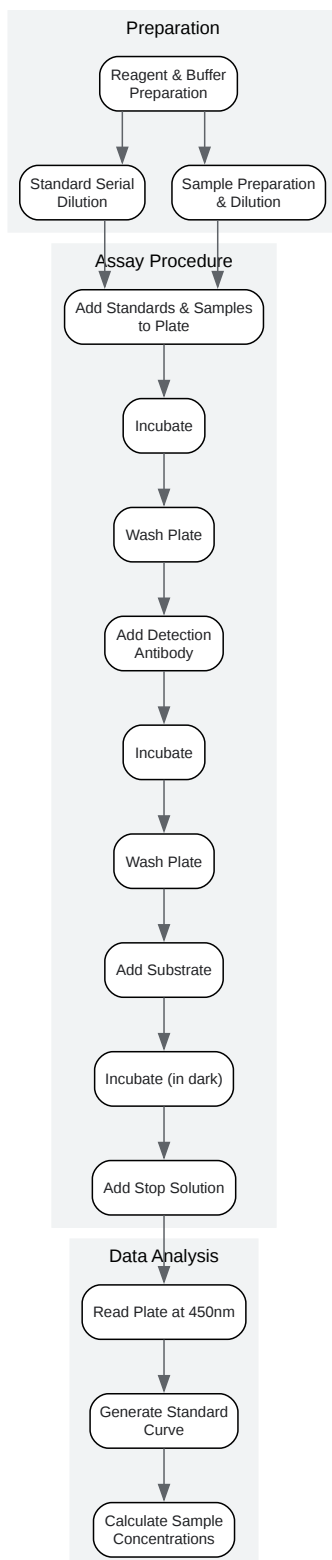 Preparation
Reagent & Buffer
Preparation
Standard Serial
Dilution
Sample Preparation
& Dilution
Assay Procedure
Add Standards & Samples
to Plate
Incubate
Wash Plate
Add Detection
Antibody
Incubate
Wash Plate
Add Substrate
Incubate (in dark)
Add Stop Solution
Data Analysis
Read Plate at 450nm
Generate Standard
Curve
Calculate Sample
Concentrations